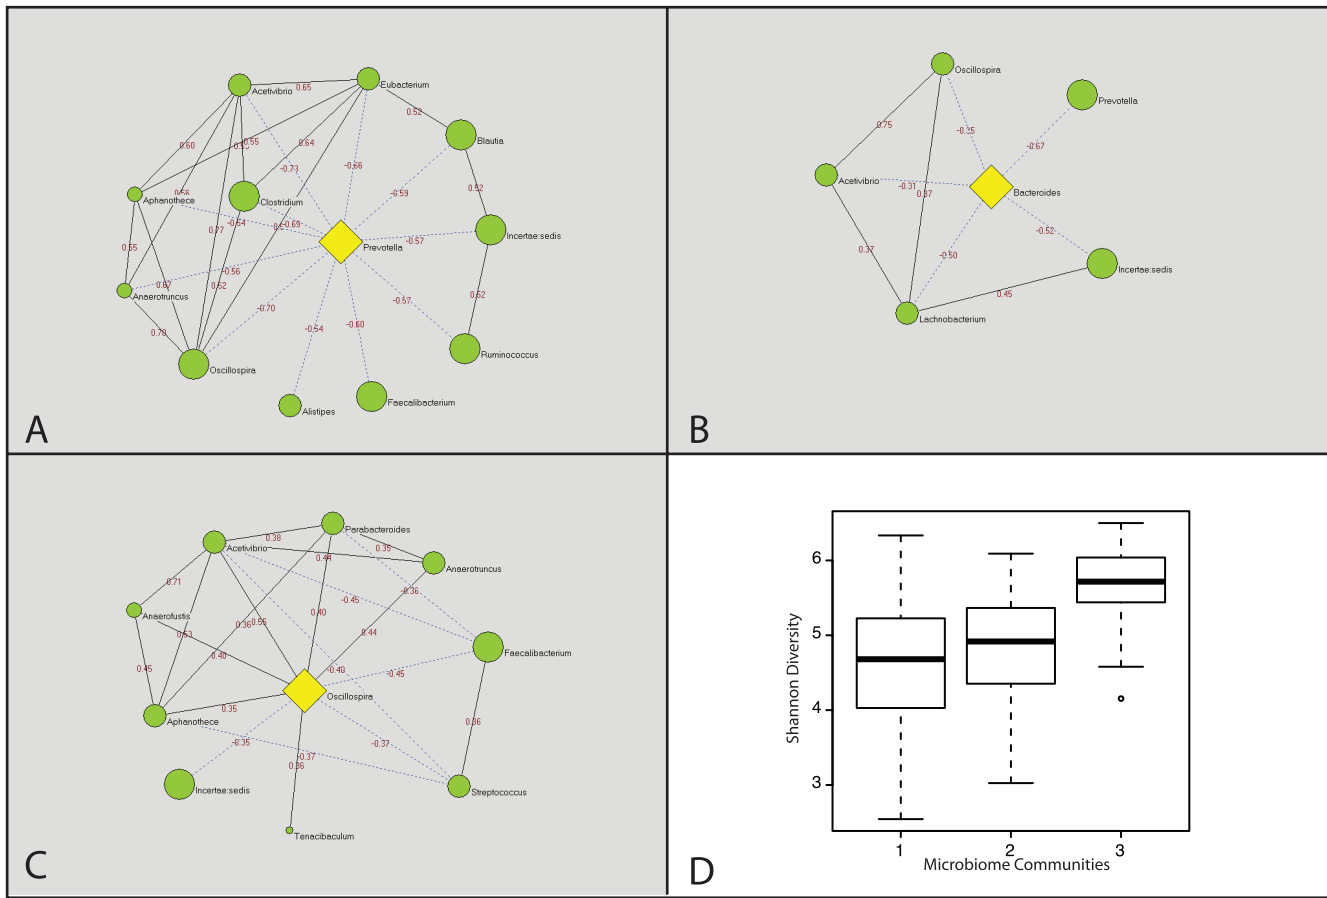 Acetivibrio
0.65
Eubacterium
0.52
Blautia
0.60
0.55
0.64
-0.73
-0.66
-0.59
0.52
Aphanothece
Clostridium
-0.54
0.77
-0.69
Incertae:sedis
-0.57
Prevotella
0.55
-0.56
0.62
Anaerotruncus
0.52
-0.70
-0.57
0.52
-0.54
-0.60
0.70
Oscillospira
Ruminococcus
Alistipes
Faecalibacterium
A
Oscillospira
Prevotella
0.75
-0.67
Acetivibrio
-0.31
0.37
Bacteroides
-0.52
0.37
-0.50
Incertae:sedis
0.45
Lachnobacterium
B
Parabacteroides
0.38
Acetivibrio
0.44
0.35
Anaerotruncus
0.71
-0.36
-0.45
Anaerofustis
0.40
0.53
0.36
0.55
0.44
Faecalibacterium
0.45
0.40
-0.40
-0.45
Oscillospira
0.35
Aphanothece
0.36
-0.35
-0.37
-0.37
0.36
Incertae:sedis
Streptococcus
Tenacibaculum
C
6
5
4
3
Shannon Diversity
1
2
3
Microbiome Communities
D